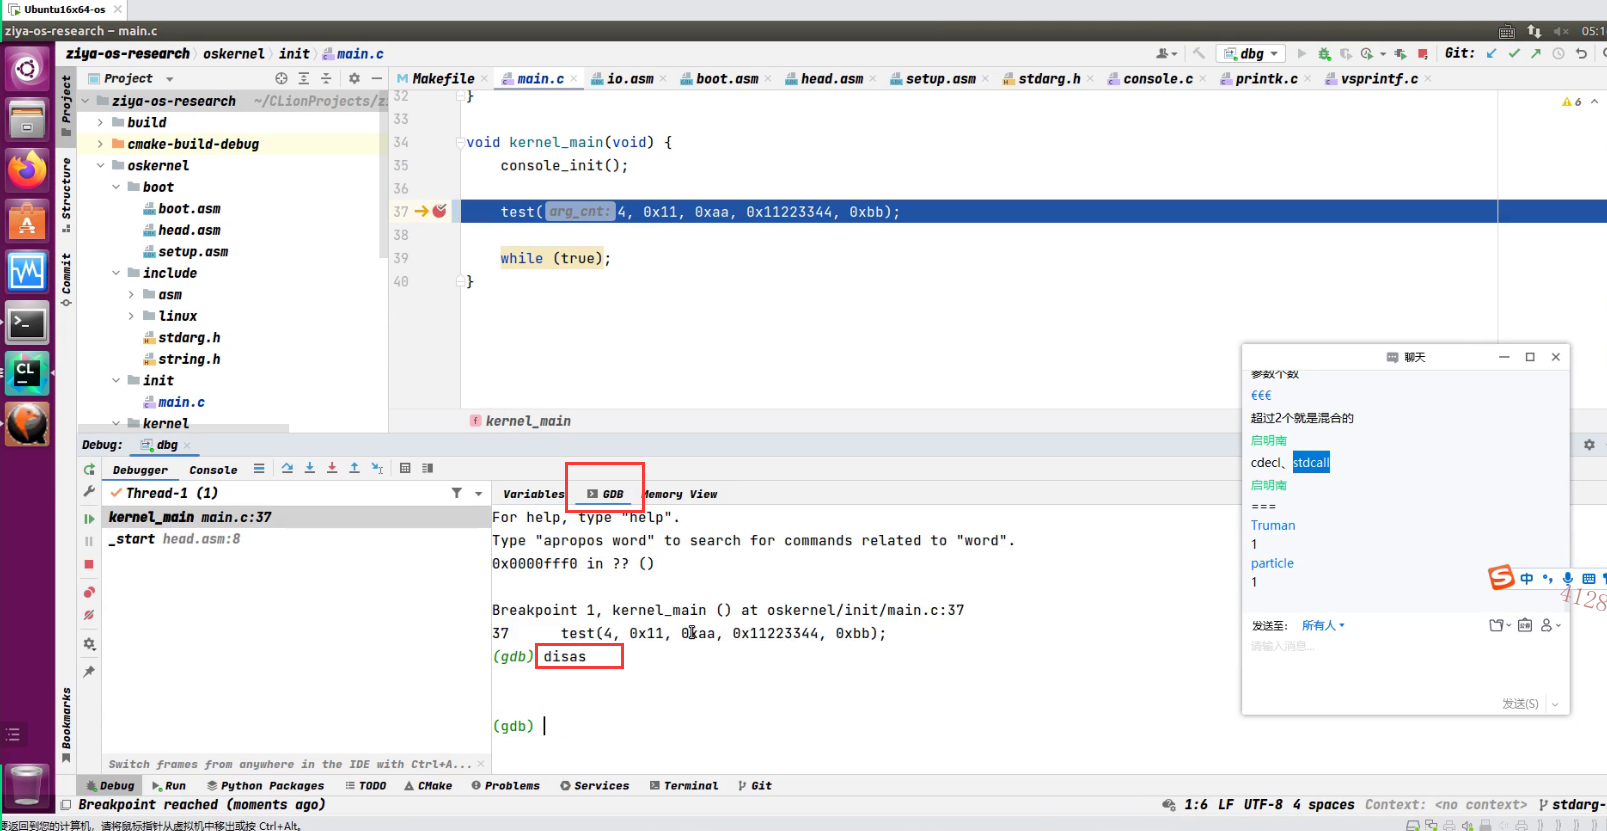 Ubuntu16x64-os
ziya-os-research – main.c
05:1
ziya-os-research oskernel init main.c
dbg
Git:
Project
Makefile main.c io.asm boot.asm head.asm setup.asm stdarg.h console.c printk.c vsprintf.c
Project
Structure
Commit
Bookmarks
ziya-os-research ~/CLionProjects/z
build
cmake-build-debug
oskernel
boot
boot.asm
head.asm
setup.asm
include
asm
linux
stdarg.h
string.h
init
main.c
kernel
32 }
33
34 void kernel_main(void) {
35 console_init();
36
37 test( arg_cnt: 4, 0x11, 0xaa, 0x11223344, 0xbb);
38
39 while (true);
40 }
6
kernel_main
Debug: dbg
Debugger Console
Thread-1 (1)
kernel_main main.c:37
_start head.asm:8
Switch frames from anywhere in the IDE with Ctrl+A...
Variables GDB Memory View
For help, type "help".
Type "apropos word" to search for commands related to "word".
0x0000fff0 in ?? ()
Breakpoint 1, kernel_main () at oskernel/init/main.c:37
37 test(4, 0x11, 0xaa, 0x11223344, 0xbb);
(gdb) disas
(gdb)
聊天
参数个数
€€€
超过2个就是混合的
启明南
cdecl、stdcall
启明南
===
Truman
1
particle
1
中
4128
发送至: 所有人
请输入消息...
发送(S)
Debug Run Python Packages TODO CMake Problems Services Terminal Git
Breakpoint reached (moments ago)
1:6 LF UTF-8 4 spaces Context: <no context> stdarg-
要返回到您的计算机，请将鼠标指针从虚拟机中移出或按 Ctrl+Alt。